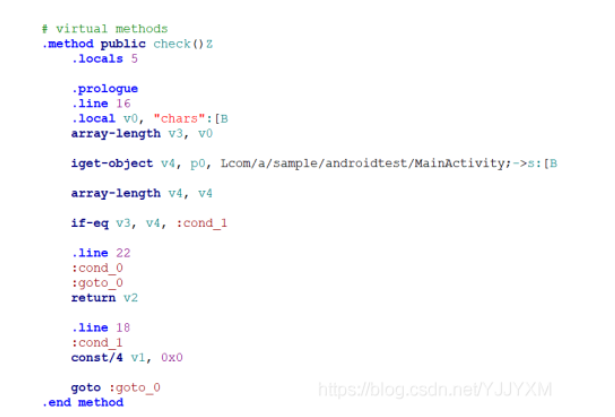 # virtual methods
.method public check()Z
.locals 5
.prologue
.line 16
.local v0, "chars":[B
array-length v3, v0
iget-object v4, p0, Lcom/a/sample/androidtest/MainActivity;->s:[B
array-length v4, v4
if-eq v3, v4, :cond_1
.line 22
:cond_0
:goto_0
return v2
.line 18
:cond_1
const/4 v1, 0x0
goto :goto_0
.end method
https://blog.csdn.net/YJJYXM